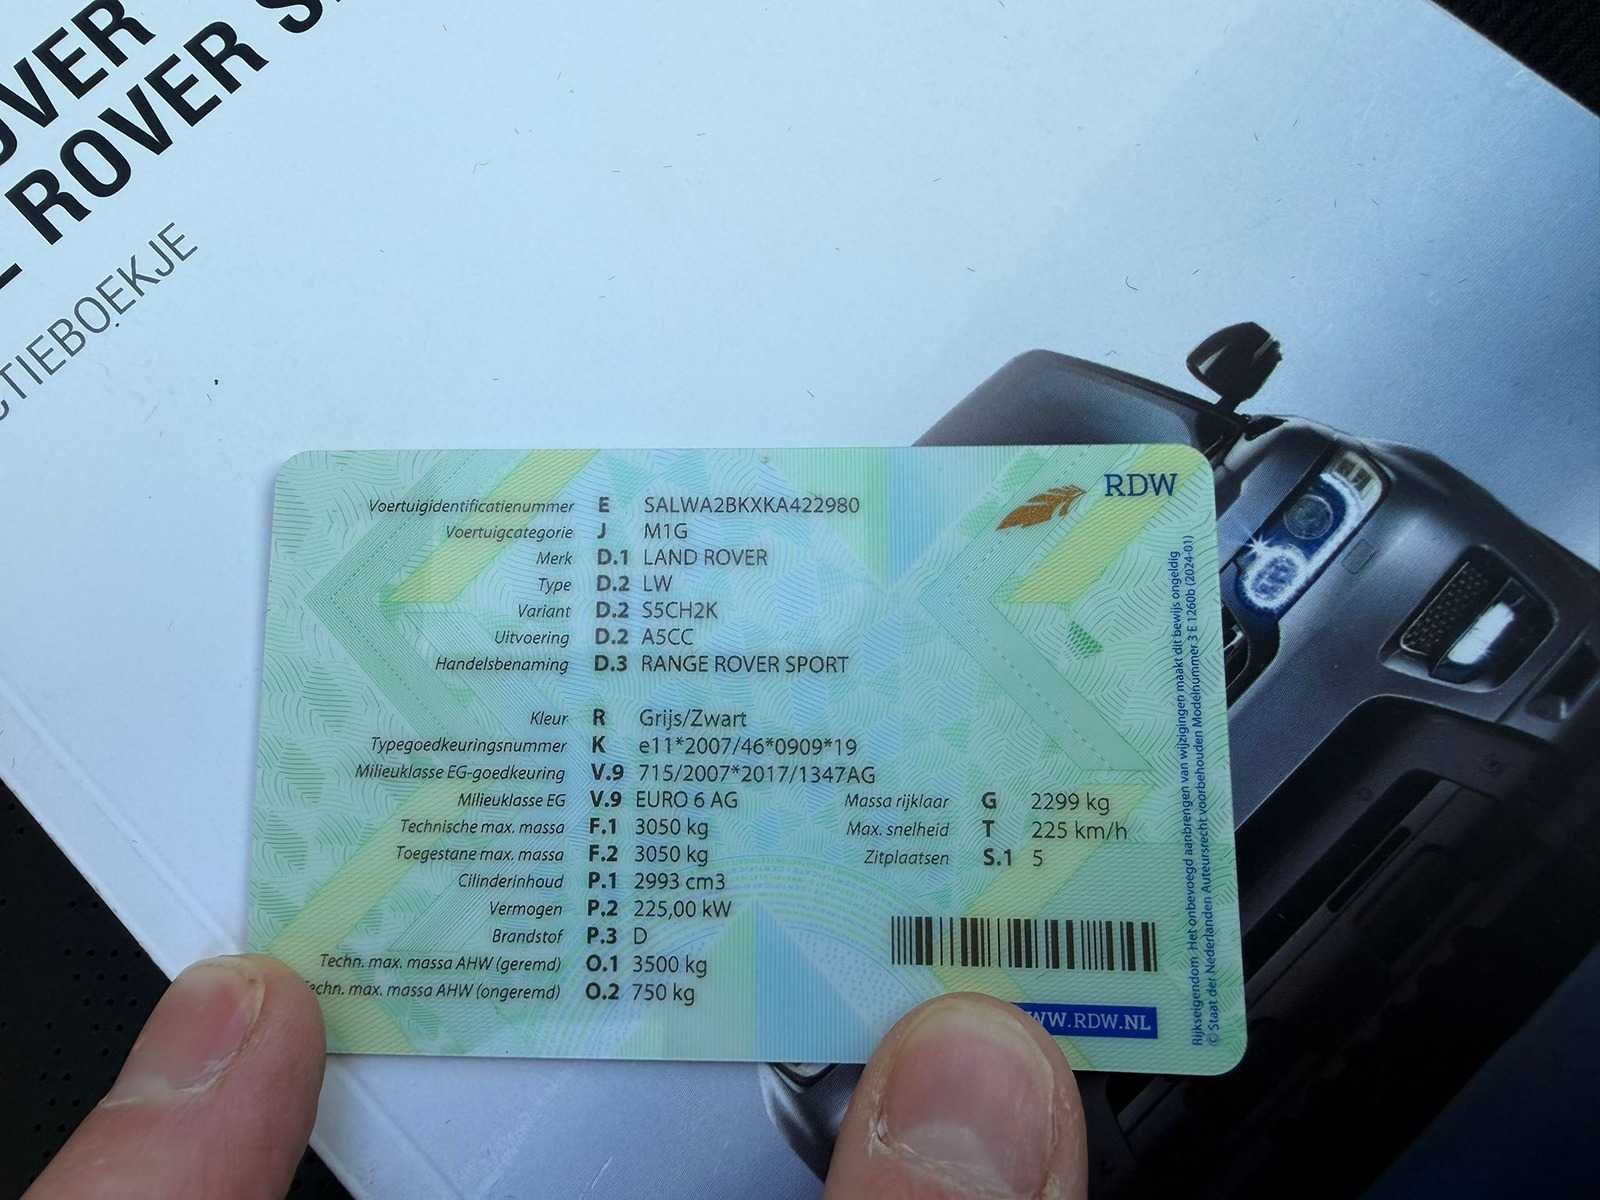 OVER
ROVER S
CTIEBOEKJE
RDW
Voertuigidentificatienummer E SALWA2BKXKA422980
Voertuigcategorie J M1G
Merk D.1 LAND ROVER
Type D.2 LW
Variant D.2 S5CH2K
Uitvoering D.2 A5CC
Handelsbenaming D.3 RANGE ROVER SPORT
Kleur R Grijs/Zwart
Typegoedkeuringsnummer K e11*2007/46*0909*19
Milieuklasse EG-goedkeuring V.9 715/2007*2017/1347AG
Milieuklasse EG V.9 EURO 6 AG
Technische max. massa F.1 3050 kg
Toegestane max. massa F.2 3050 kg
Cilinderinhoud P.1 2993 cm3
Vermogen P.2 225,00 kW
Brandstof P.3 D
Techn. max. massa AHW (geremd) O.1 3500 kg
echn. max. massa AHW (ongeremd) O.2 750 kg
Massa rijklaar G 2299 kg
Max. snelheid T 225 km/h
Zitplaatsen S.1 5
WW.RDW.NL
Rijkseigendom Het onbevoegd aanbrengen van wijzigingen maakt dit bewijs ongeldig
© Staat der Nederlanden Auteursrecht voorbehouden Modelnummer 3 E 1260b (2024-01)